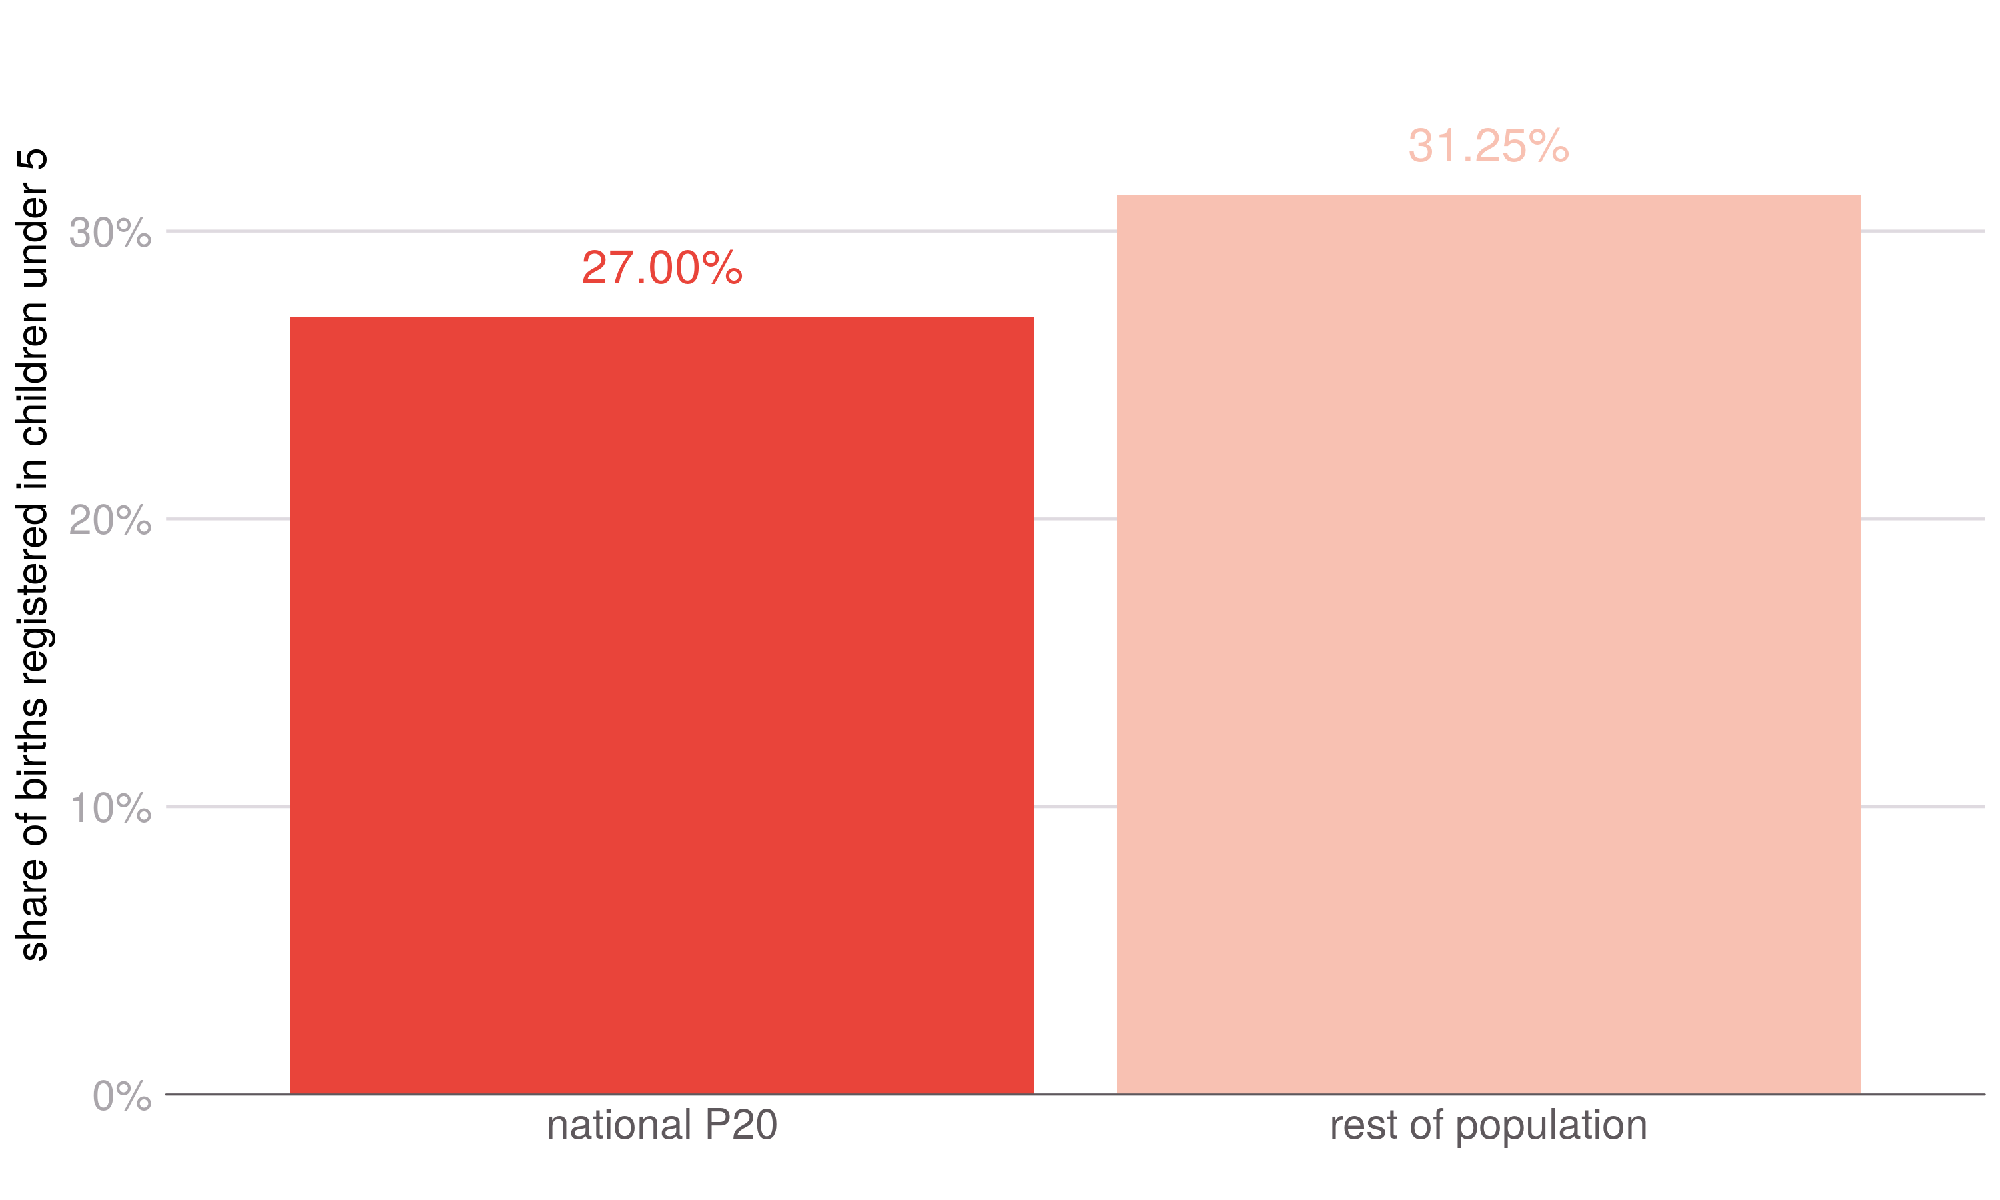 share of births registered in children under 5
30%
20%
10%
0%
27.00%
31.25%
national P20
rest of population